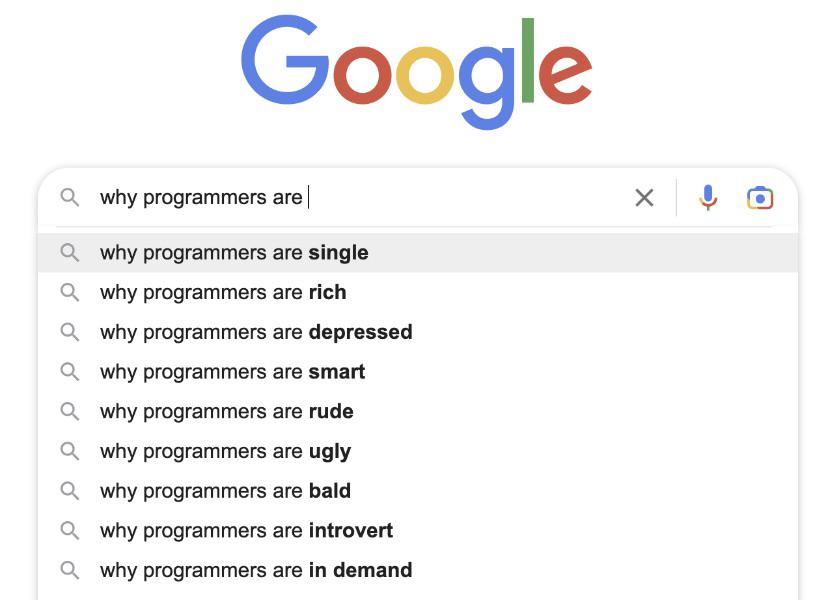 Google
why programmers are
why programmers are single
why programmers are rich
why programmers are depressed
why programmers are smart
why programmers are rude
why programmers are ugly
why programmers are bald
why programmers are introvert
why programmers are in demand